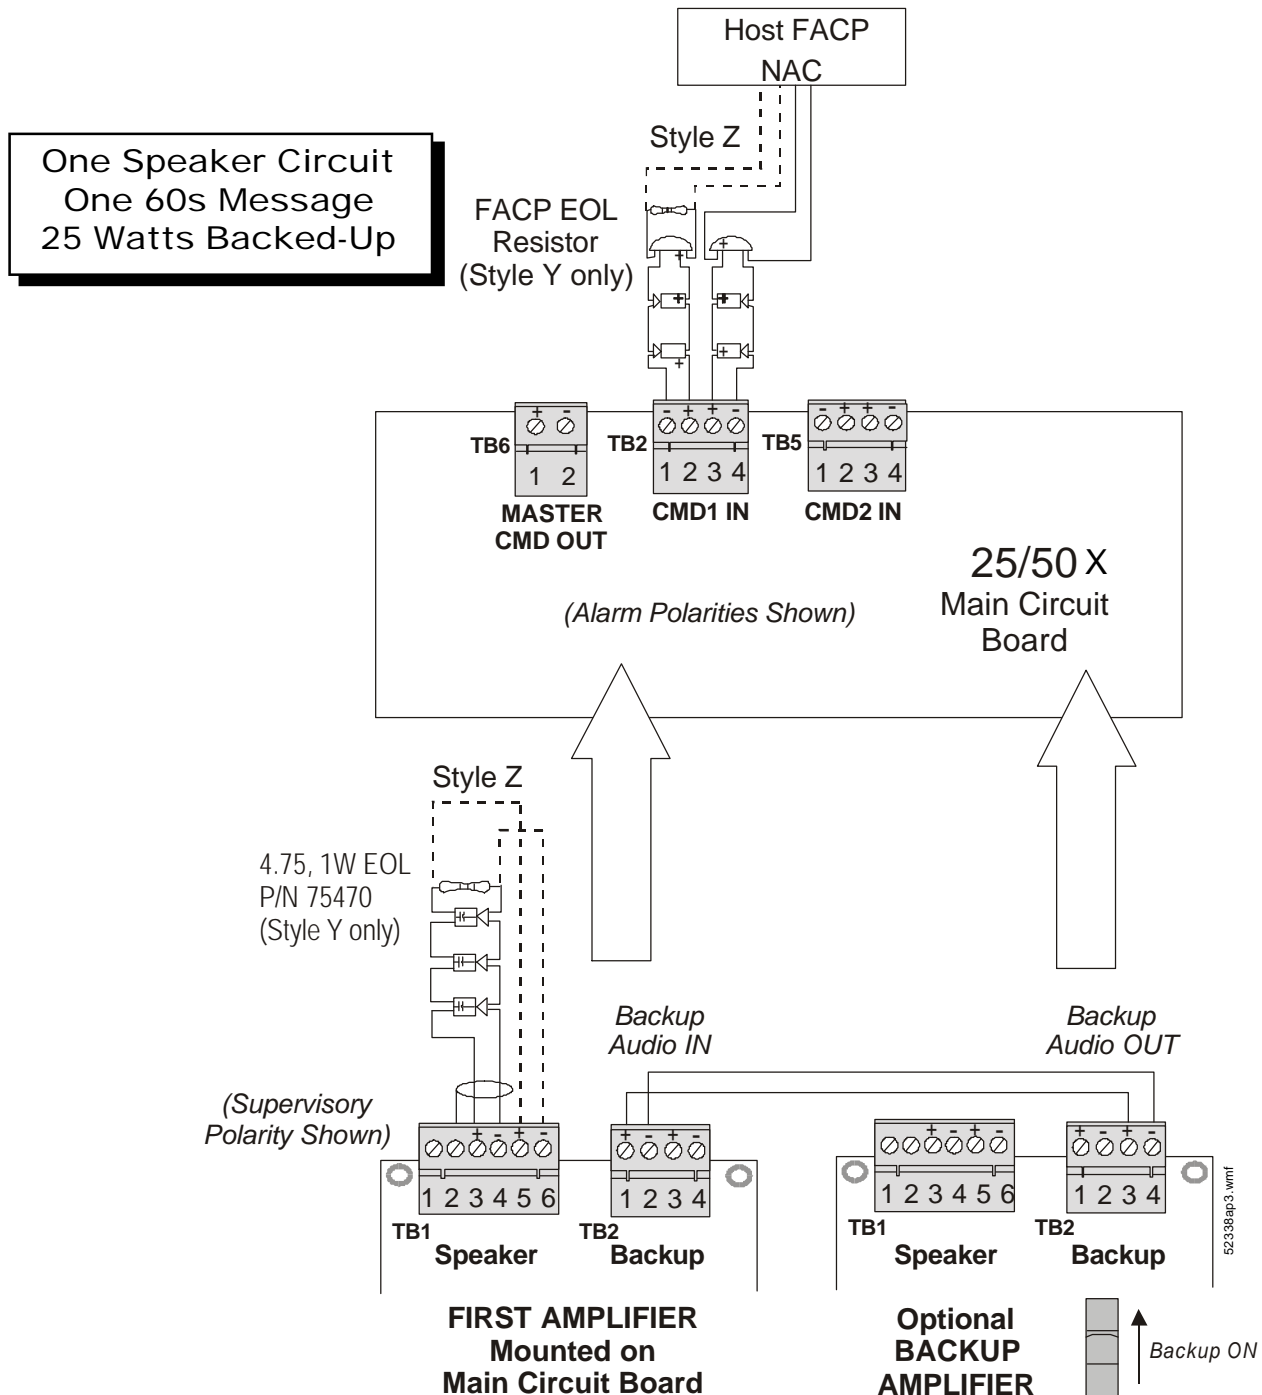 Host FACP
NAC
One Speaker Circuit
One 60s Message
25 Watts Backed-Up
Style Z
FACP EOL
Resistor
(Style Y only)
+ +
+ +
+ +
+
+ -
TB6
1 2
MASTER
CMD OUT
- + + -
TB2
1 2 3 4
CMD1 IN
- + + -
TB5
1 2 3 4
CMD2 IN
25/50 X
Main Circuit
Board
(Alarm Polarities Shown)
Style Z
4.75, 1W EOL
P/N 75470
(Style Y only)
Backup
Audio IN
Backup
Audio OUT
(Supervisory
Polarity Shown)
+ - + -
1 2 3 4 5 6
TB1
Speaker
+ - + -
1 2 3 4
TB2
Backup
+ - + -
1 2 3 4 5 6
TB1
Speaker
+ - + -
1 2 3 4
TB2
Backup
52338ap3.wmf
FIRST AMPLIFIER
Mounted on
Main Circuit Board
Optional
BACKUP
AMPLIFIER
Backup ON